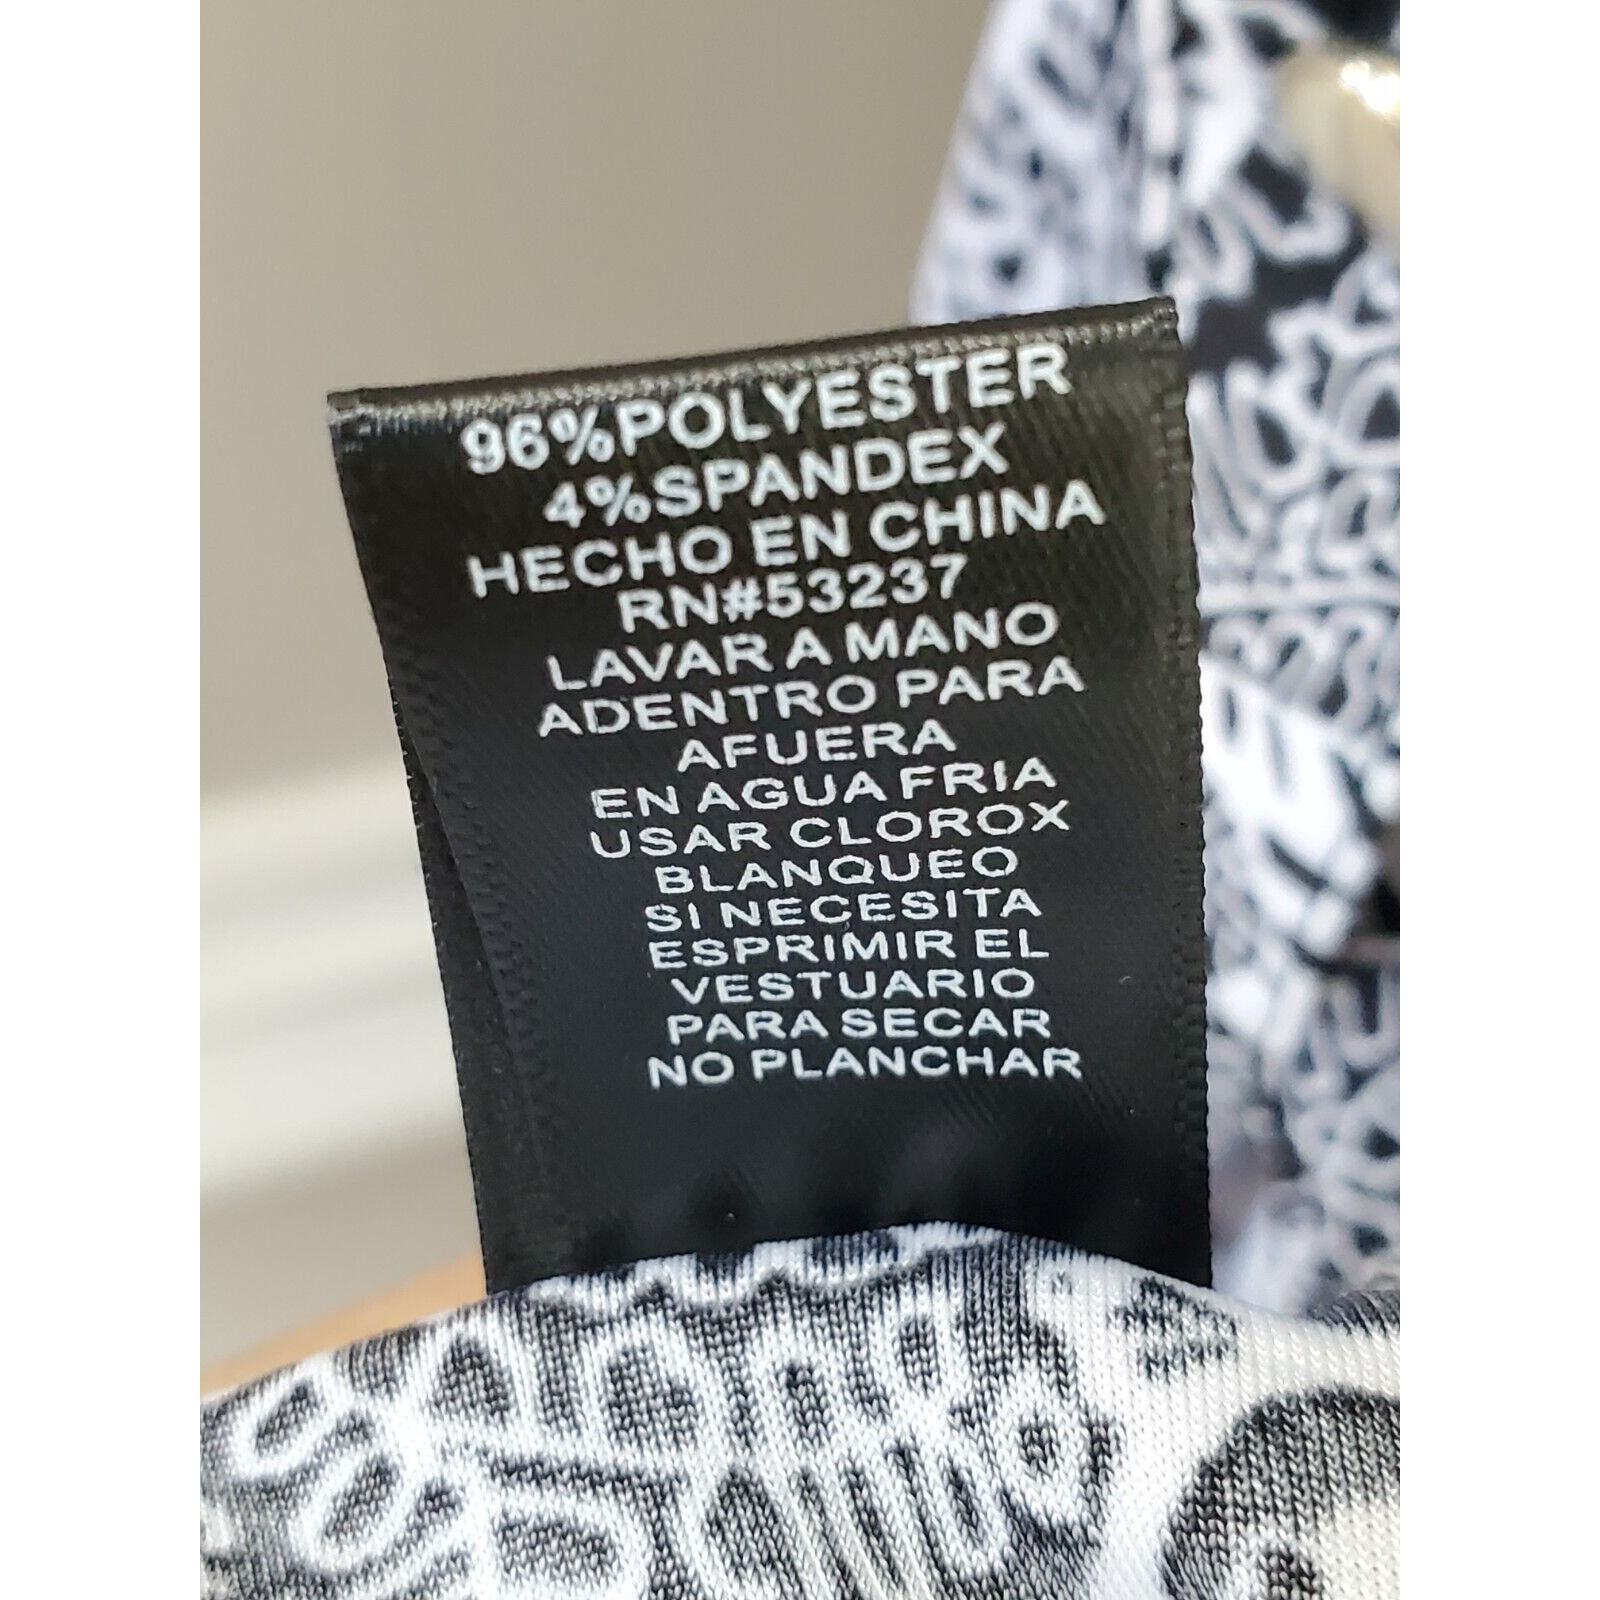 96%POLYESTER
4%SPANDEX
HECHO EN CHINA
RN#53237
LAVAR A MANO
ADENTRO PARA
AFUERA
EN AGUA FRIA
USAR CLOROX
BLANQUEO
SI NECESITA
ESPRIMIR EL
VESTUARIO
PARA SECAR
NO PLANCHAR